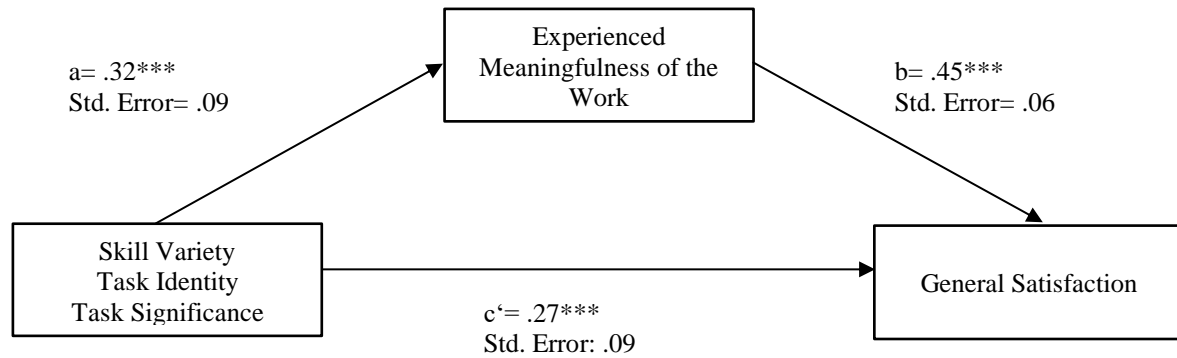 Experienced
Meaningfulness of the
Work
a= .32***
Std. Error= .09
b= .45***
Std. Error= .06
Skill Variety
Task Identity
Task Significance
General Satisfaction
c‘= .27***
Std. Error: .09